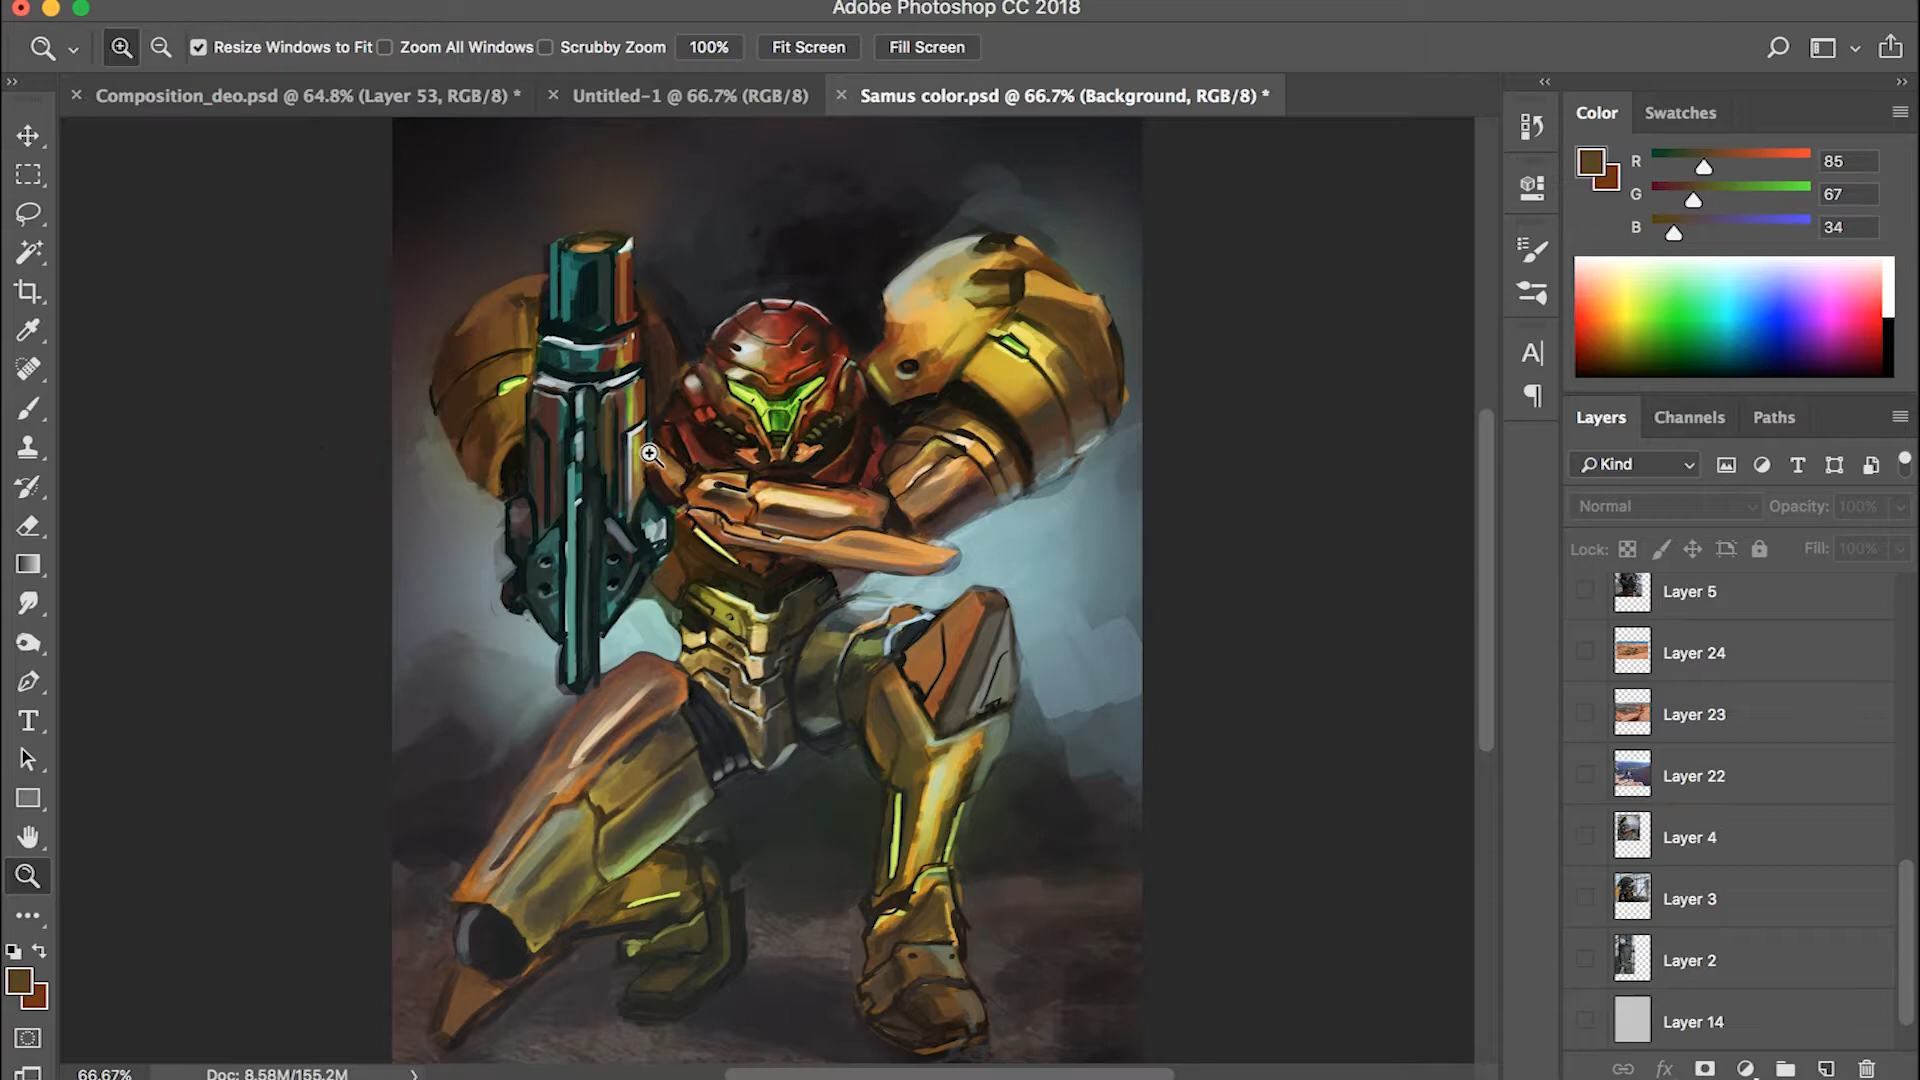 Adobe Photoshop CC 2018
Resize Windows to Fit Zoom All Windows Scrubby Zoom 100% Fit Screen Fill Screen
Composition_deo.psd @ 64.8% (Layer 53, RGB/8) * Untitled-1 @ 66.7% (RGB/8) Samus color.psd @ 66.7% (Background, RGB/8) *
Color Swatches
R 85
G 67
B 34
Layers Channels Paths
Kind
Normal Opacity: 100%
Lock: Fill: 100%
Layer 5
Layer 24
Layer 23
Layer 22
Layer 4
Layer 3
Layer 2
Layer 14
fx
66.67% Doc: 8.58M/155.2M